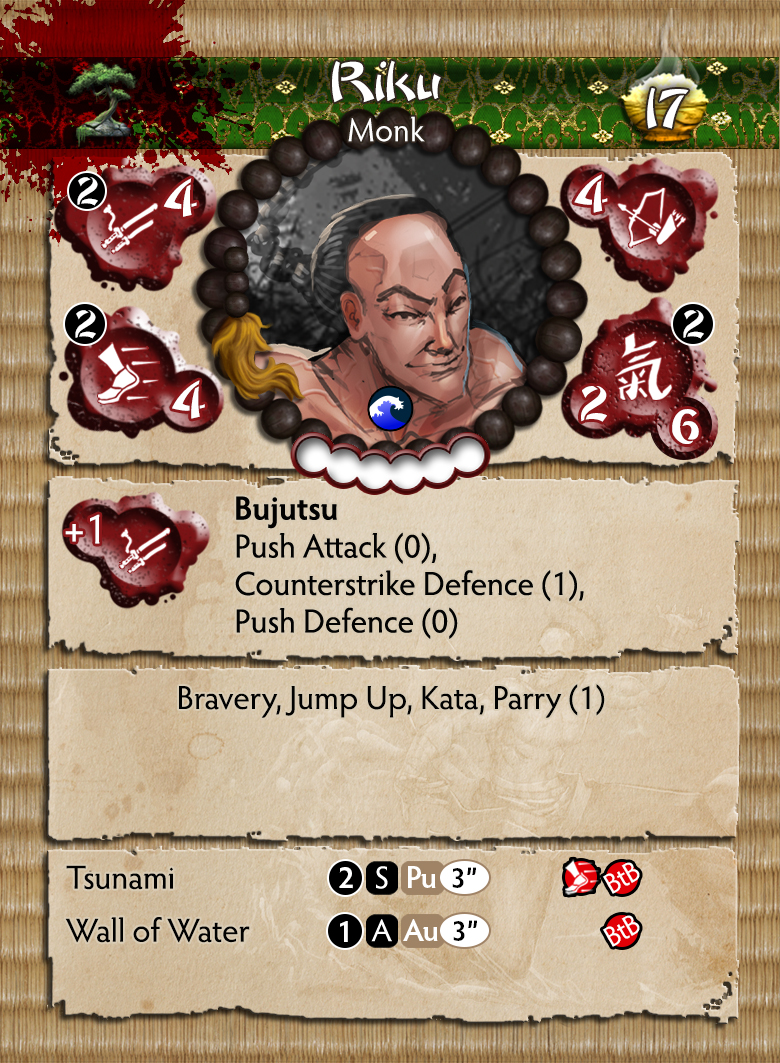 Riku
17
Monk
2 4
4
2 4
氣 2
2 6
+1
Bujutsu
Push Attack (0),
Counterstrike Defence (1),
Push Defence (0)
Bravery, Jump Up, Kata, Parry (1)
Tsunami 2 S Pu 3" BtB
Wall of Water 1 A Au 3" BtB